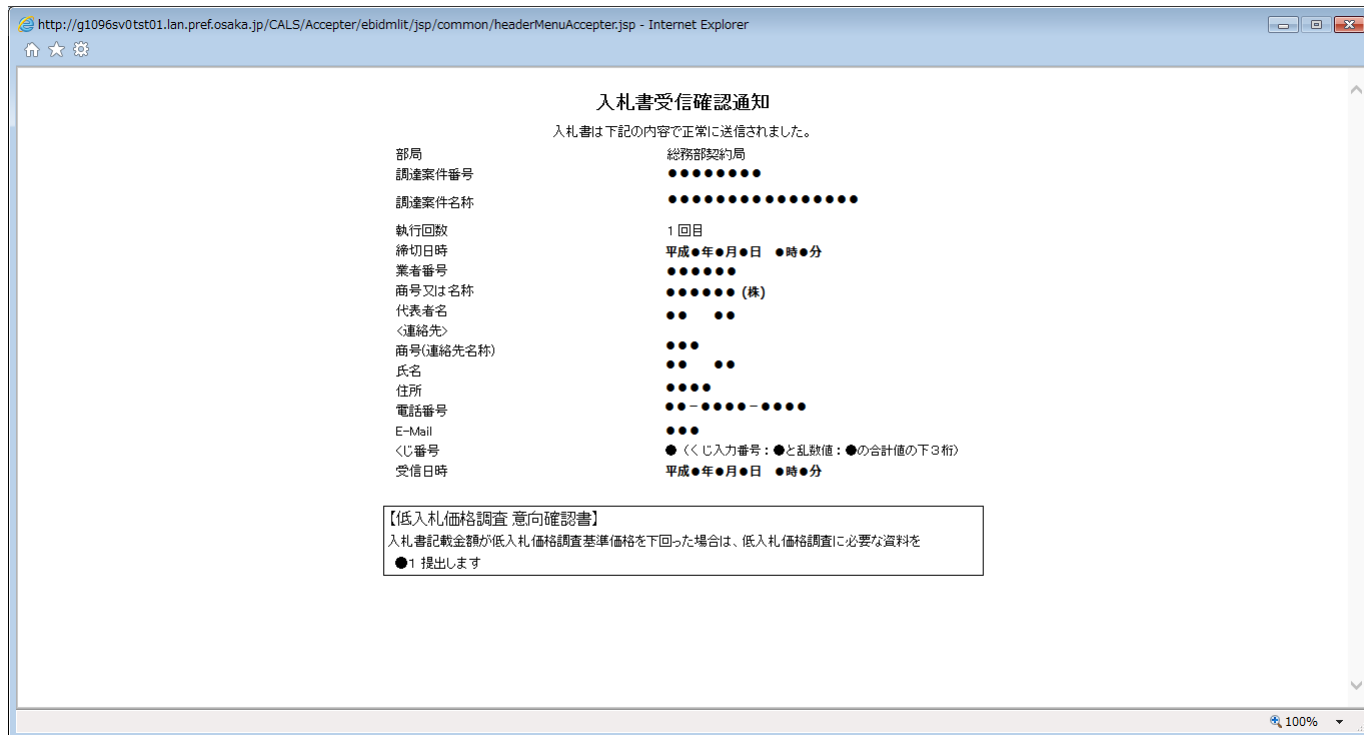 http://g1096sv0tst01.lan.pref.osaka.jp/CALS/Accepter/ebidmlit/jsp/common/headerMenuAccepter.jsp - Internet Explorer
入札書受信確認通知
入札書は下記の内容で正常に送信されました。
部局 総務部契約局
調達案件番号 ●●●●●●●●
調達案件名称 ●●●●●●●●●●●●●●●●
執行回数 1回目
締切日時 平成●年●月●日 ●時●分
業者番号 ●●●●●●
商号又は名称 ●●●●●● (株)
代表者名 ●● ●●
<連絡先>
商号(連絡先名称) ●●●
氏名 ●● ●●
住所 ●●●●
電話番号 ●●-●●●●-●●●●
E-Mail ●●●
くじ番号 ● (くじ入力番号：●と乱数値：●の合計値の下3桁)
受信日時 平成●年●月●日 ●時●分
【低入札価格調査 意向確認書】
入札書記載金額が低入札価格調査基準価格を下回った場合は、低入札価格調査に必要な資料を
●1 提出します
100%